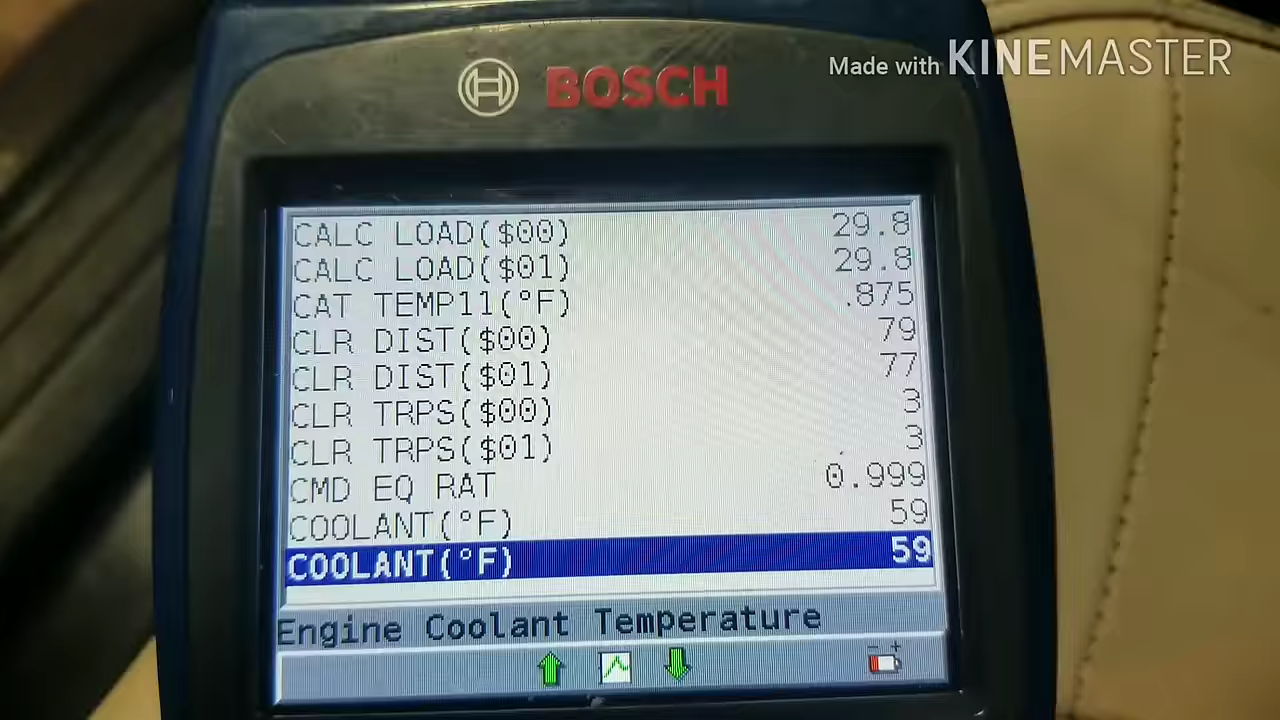 Made with KINEMASTER
BOSCH
CALC LOAD($00) 29.8
CALC LOAD($01) 29.8
CAT TEMP11(°F) .875
CLR DIST($00) 79
CLR DIST($01) 77
CLR TRPS($00) 3
CLR TRPS($01) 3
CMD EQ RAT 0.999
COOLANT(°F) 59
COOLANT(°F) 59
Engine Coolant Temperature